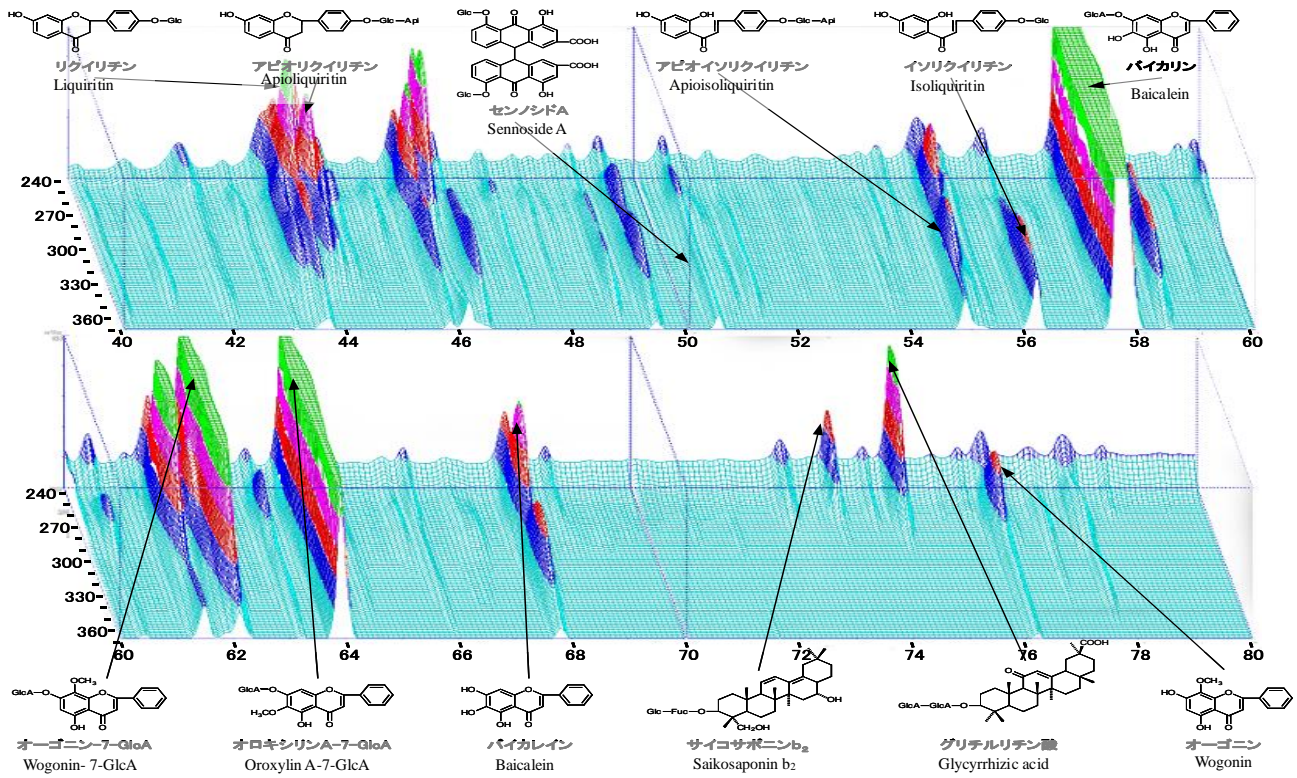 HO
O
O–Glc
O
リクイリチン
Liquiritin
HO
O
O–Glc–Api
O
アピオリクイリチン
Apioliquiritin
Glc–O
O
OH
COOH
COOH
Glc–O
O
OH
センノシドA
Sennoside A
HO
OH
O–Glc–Api
O
アピオイソリクイリチン
Apioisoliquiritin
HO
OH
O–Glc
O
イソリクイリチン
Isoliquiritin
GlcA–O
O
HO
OH
O
バイカリン
Baicalein
240
270
300
330
360
40
42
44
46
48
50
52
54
56
58
60
240
270
300
330
360
60
62
64
66
68
70
72
74
76
78
80
OCH₃
GlcA–O
O
OH
O
オーゴニン-7-GlcA
Wogonin- 7-GlcA
GlcA–O
O
H₃CO
OH
O
オロキシリンA-7-GlcA
Oroxylin A-7-GlcA
HO
O
HO
OH
O
バイカレイン
Baicalein
Glc–Fuc–O
CH₂OH
OH
サイコサポニンb₂
Saikosaponin b₂
COOH
O
GlcA–GlcA–O
グリチルリチン酸
Glycyrrhizic acid
OCH₃
HO
O
OH
O
オーゴニン
Wogonin